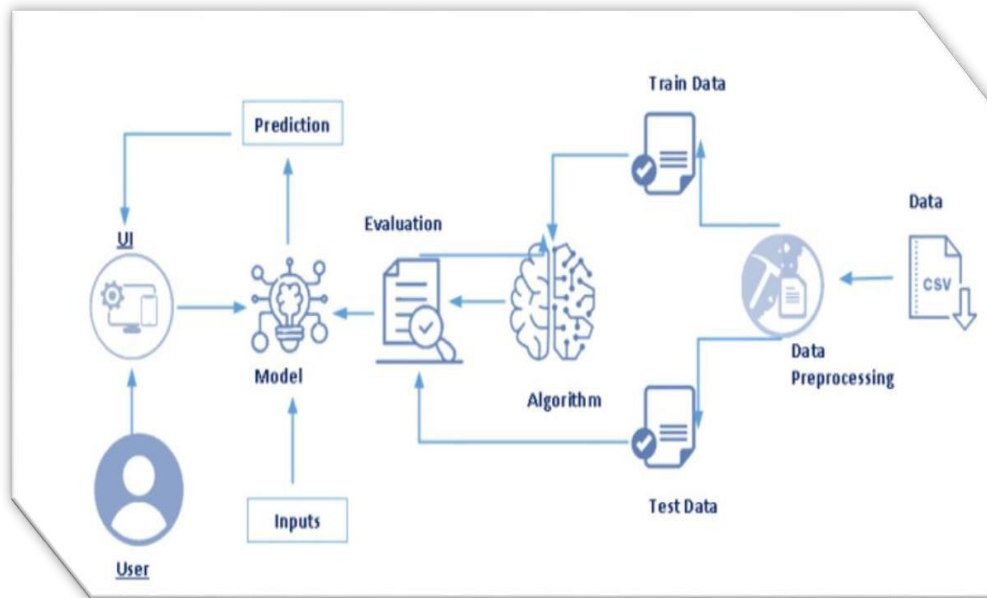 Train Data
Prediction
Data
Evaluation
UI
CSV
Data
Preprocessing
Model
Algorithm
Test Data
Inputs
User